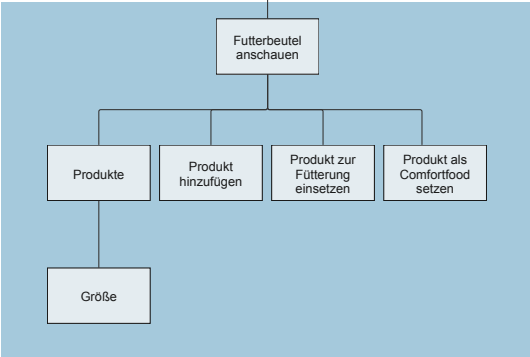 Futterbeutel
anschauen
Produkte
Produkt
hinzufügen
Produkt zur
Fütterung
einsetzen
Produkt als
Comfortfood
setzen
Größe